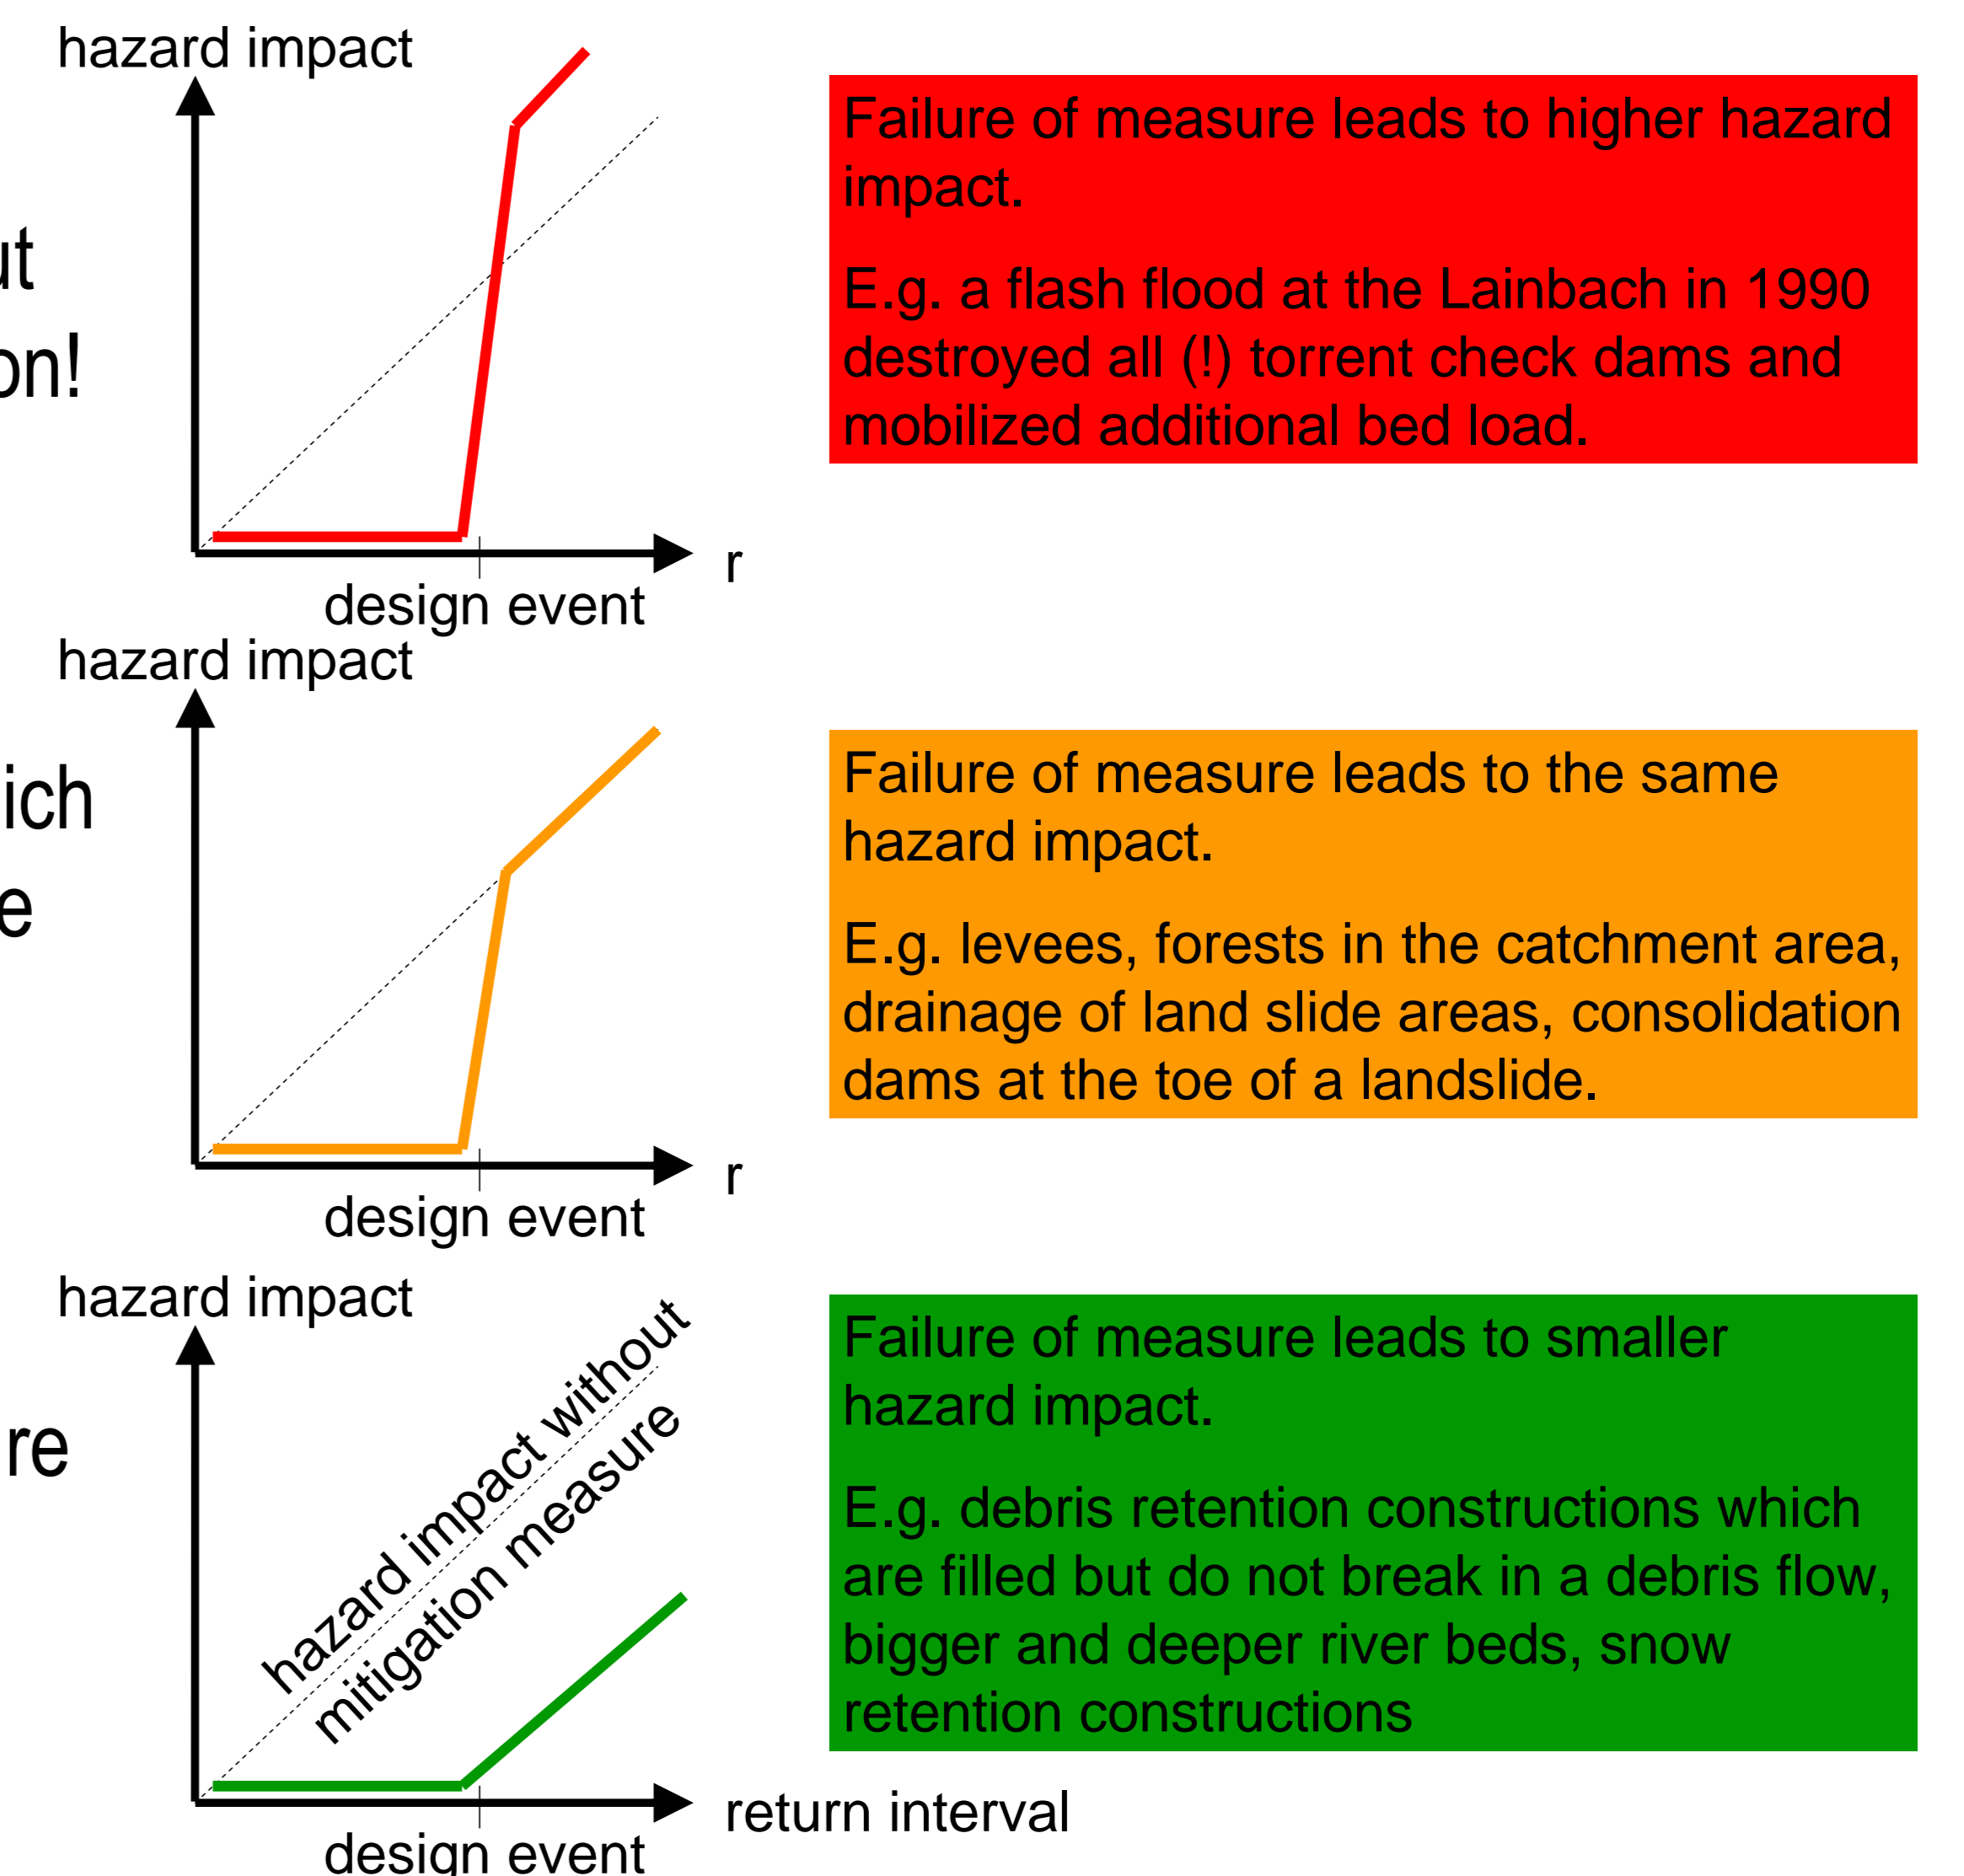 hazard impact
Failure of measure leads to higher hazard
impact.
E.g. a flash flood at the Lainbach in 1990
destroyed all (!) torrent check dams and
mobilized additional bed load.
r
design event
hazard impact
Failure of measure leads to the same
hazard impact.
E.g. levees, forests in the catchment area,
drainage of land slide areas, consolidation
dams at the toe of a landslide.
r
design event
hazard impact
hazard impact without
mitigation measure
Failure of measure leads to smaller
hazard impact.
E.g. debris retention constructions which
are filled but do not break in a debris flow,
bigger and deeper river beds, snow
retention constructions
return interval
design event